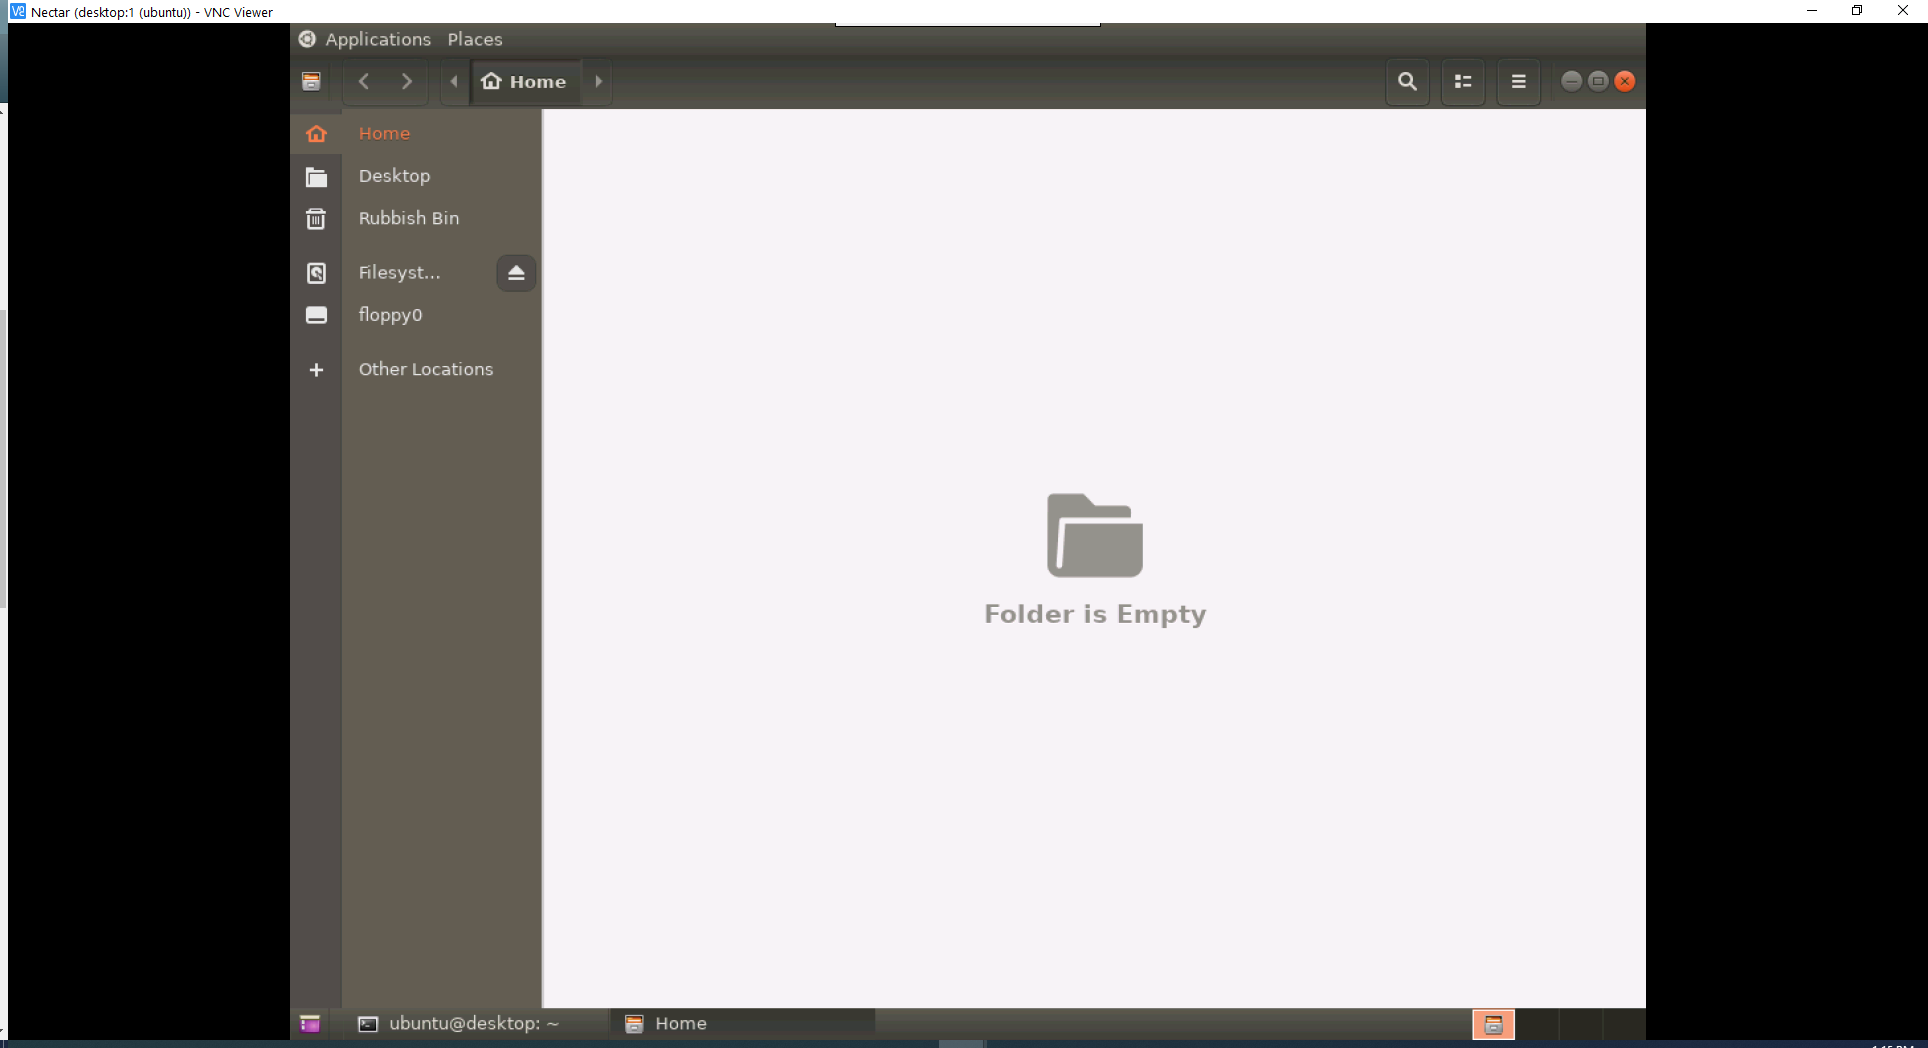 Nectar (desktop:1 (ubuntu)) - VNC Viewer
Applications Places
Home
Home
Desktop
Rubbish Bin
Filesyst...
floppy0
Other Locations
Folder is Empty
ubuntu@desktop: ~
Home